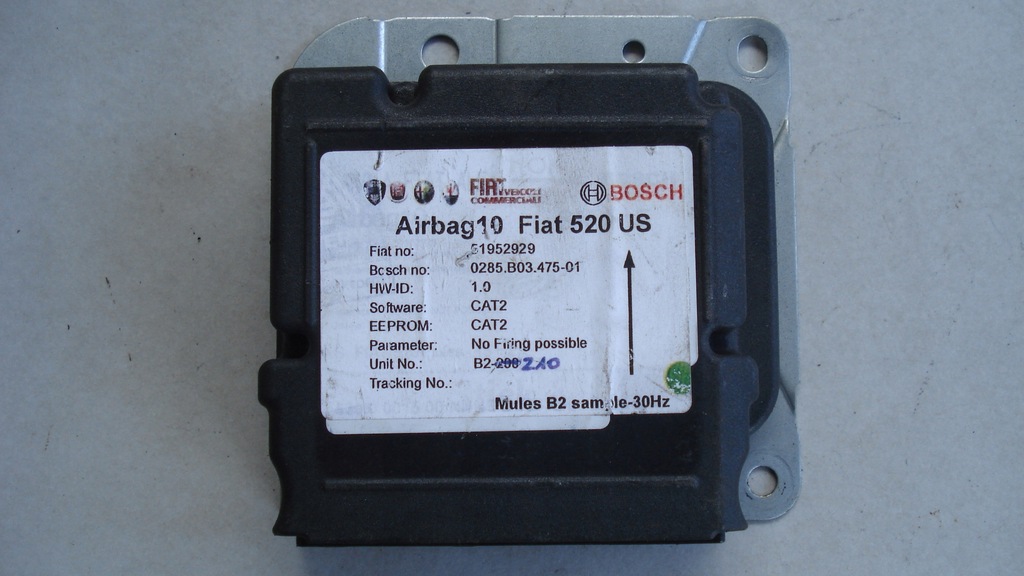 FIAT VEICOLI COMMERCIALI
BOSCH
Airbag10 Fiat 520 US
Fiat no: 51952929
Bosch no: 0285.B03.475-01
HW-ID: 1.0
Software: CAT2
EEPROM: CAT2
Parameter: No Firing possible
Unit No.: B2-200 210
Tracking No.:
Mules B2 sample-30Hz